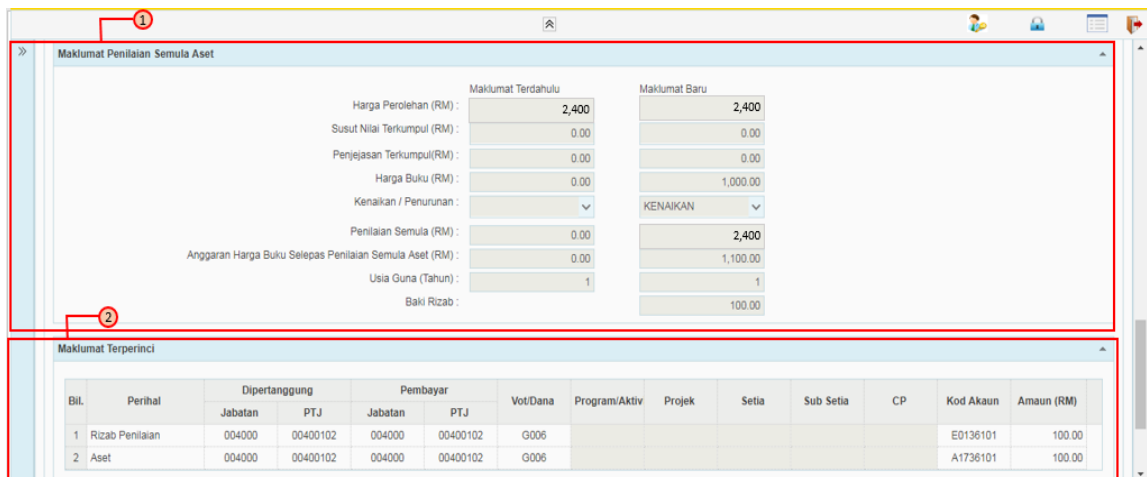 1
Maklumat Penilaian Semula Aset
Maklumat Terdahulu Maklumat Baru
Harga Perolehan (RM) : 2,400 2,400
Susut Nilai Terkumpul (RM) : 0.00 0.00
Penjejasan Terkumpul(RM) : 0.00 0.00
Harga Buku (RM) : 0.00 1,000.00
Kenaikan / Penurunan : KENAIKAN
Penilaian Semula (RM) : 0.00 2,400
Anggaran Harga Buku Selepas Penilaian Semula Aset (RM) : 0.00 1,100.00
Usia Guna (Tahun) : 1 1
Baki Rizab : 100.00
2
Maklumat Terperinci
Bil. Perihal Dipertanggung Pembayar Vot/Dana Program/Aktiv Projek Setia Sub Setia CP Kod Akaun Amaun (RM)
Jabatan PTJ Jabatan PTJ
1 Rizab Penilaian 004000 00400102 004000 00400102 G006 E0136101 100.00
2 Aset 004000 00400102 004000 00400102 G006 A1736101 100.00